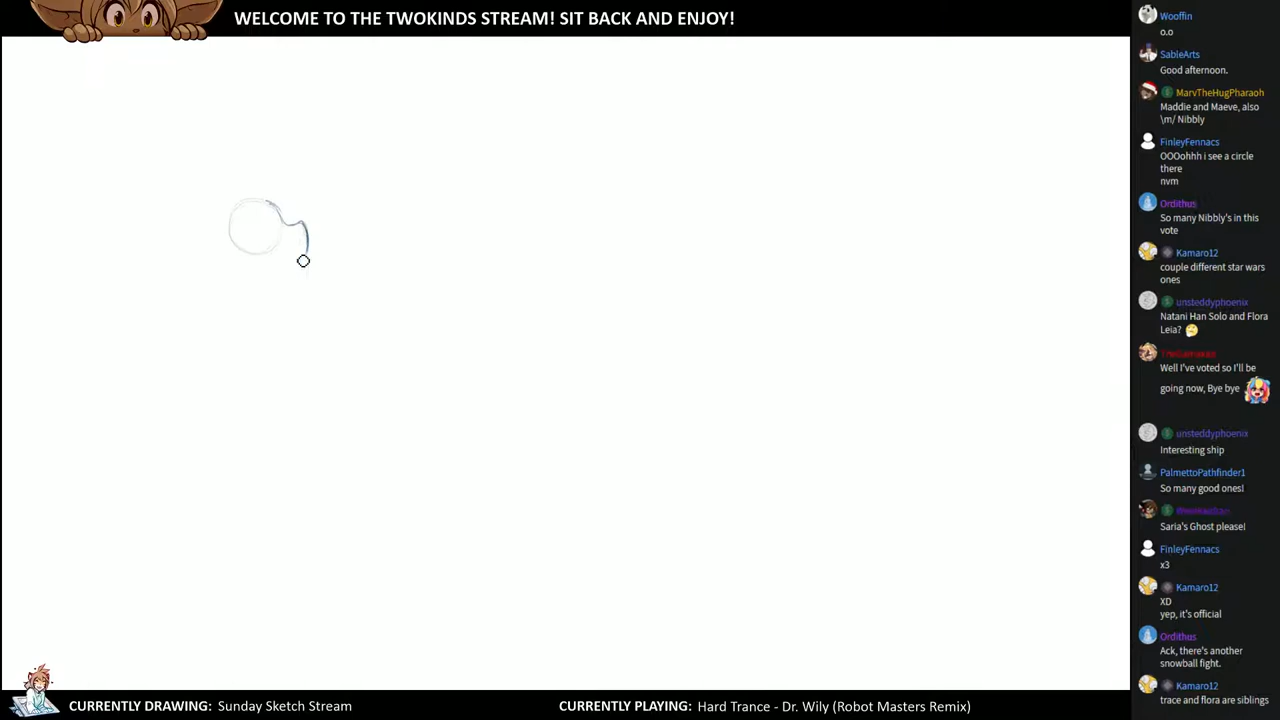 WELCOME TO THE TWOKINDS STREAM! SIT BACK AND ENJOY!
Wooffin
o.o
SableArts
Good afternoon.
MarvTheHugPharaoh
Maddie and Maeve, also
\m/ Nibbly
FinleyFennacs
OOOohhh i see a circle
there
nvm
Ordithus
So many Nibbly's in this
vote
Kamaro12
couple different star wars
ones
unsteddyphoenix
Natani Han Solo and Flora
Leia?
Well I've voted so I'll be
going now, Bye bye
unsteddyphoenix
Interesting ship
PalmettoPathfinder1
So many good ones!
Saria's Ghost please!
FinleyFennacs
x3
Kamaro12
XD
yep, it's official
Ordithus
Ack, there's another
snowball fight.
Kamaro12
trace and flora are siblings
CURRENTLY DRAWING: Sunday Sketch Stream
CURRENTLY PLAYING: Hard Trance - Dr. Wily (Robot Masters Remix)